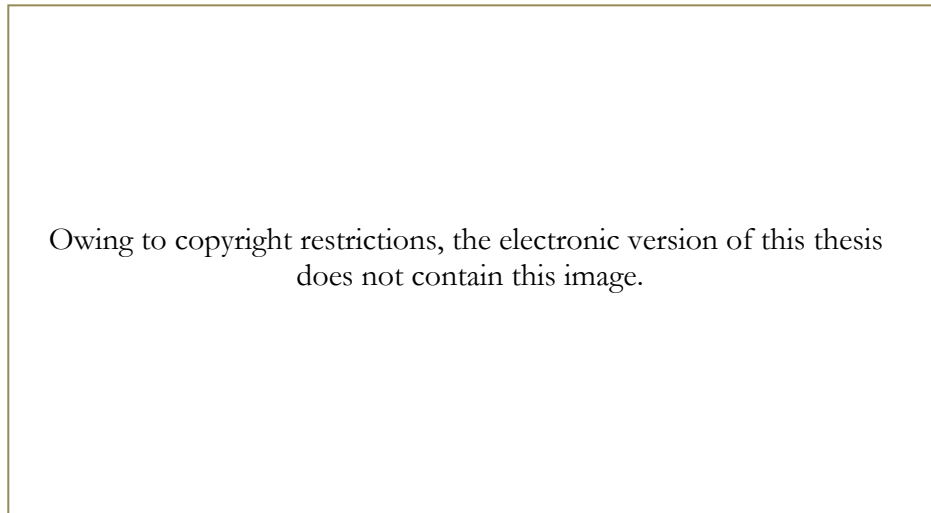 Owing to copyright restrictions, the electronic version of this thesis
does not contain this image.